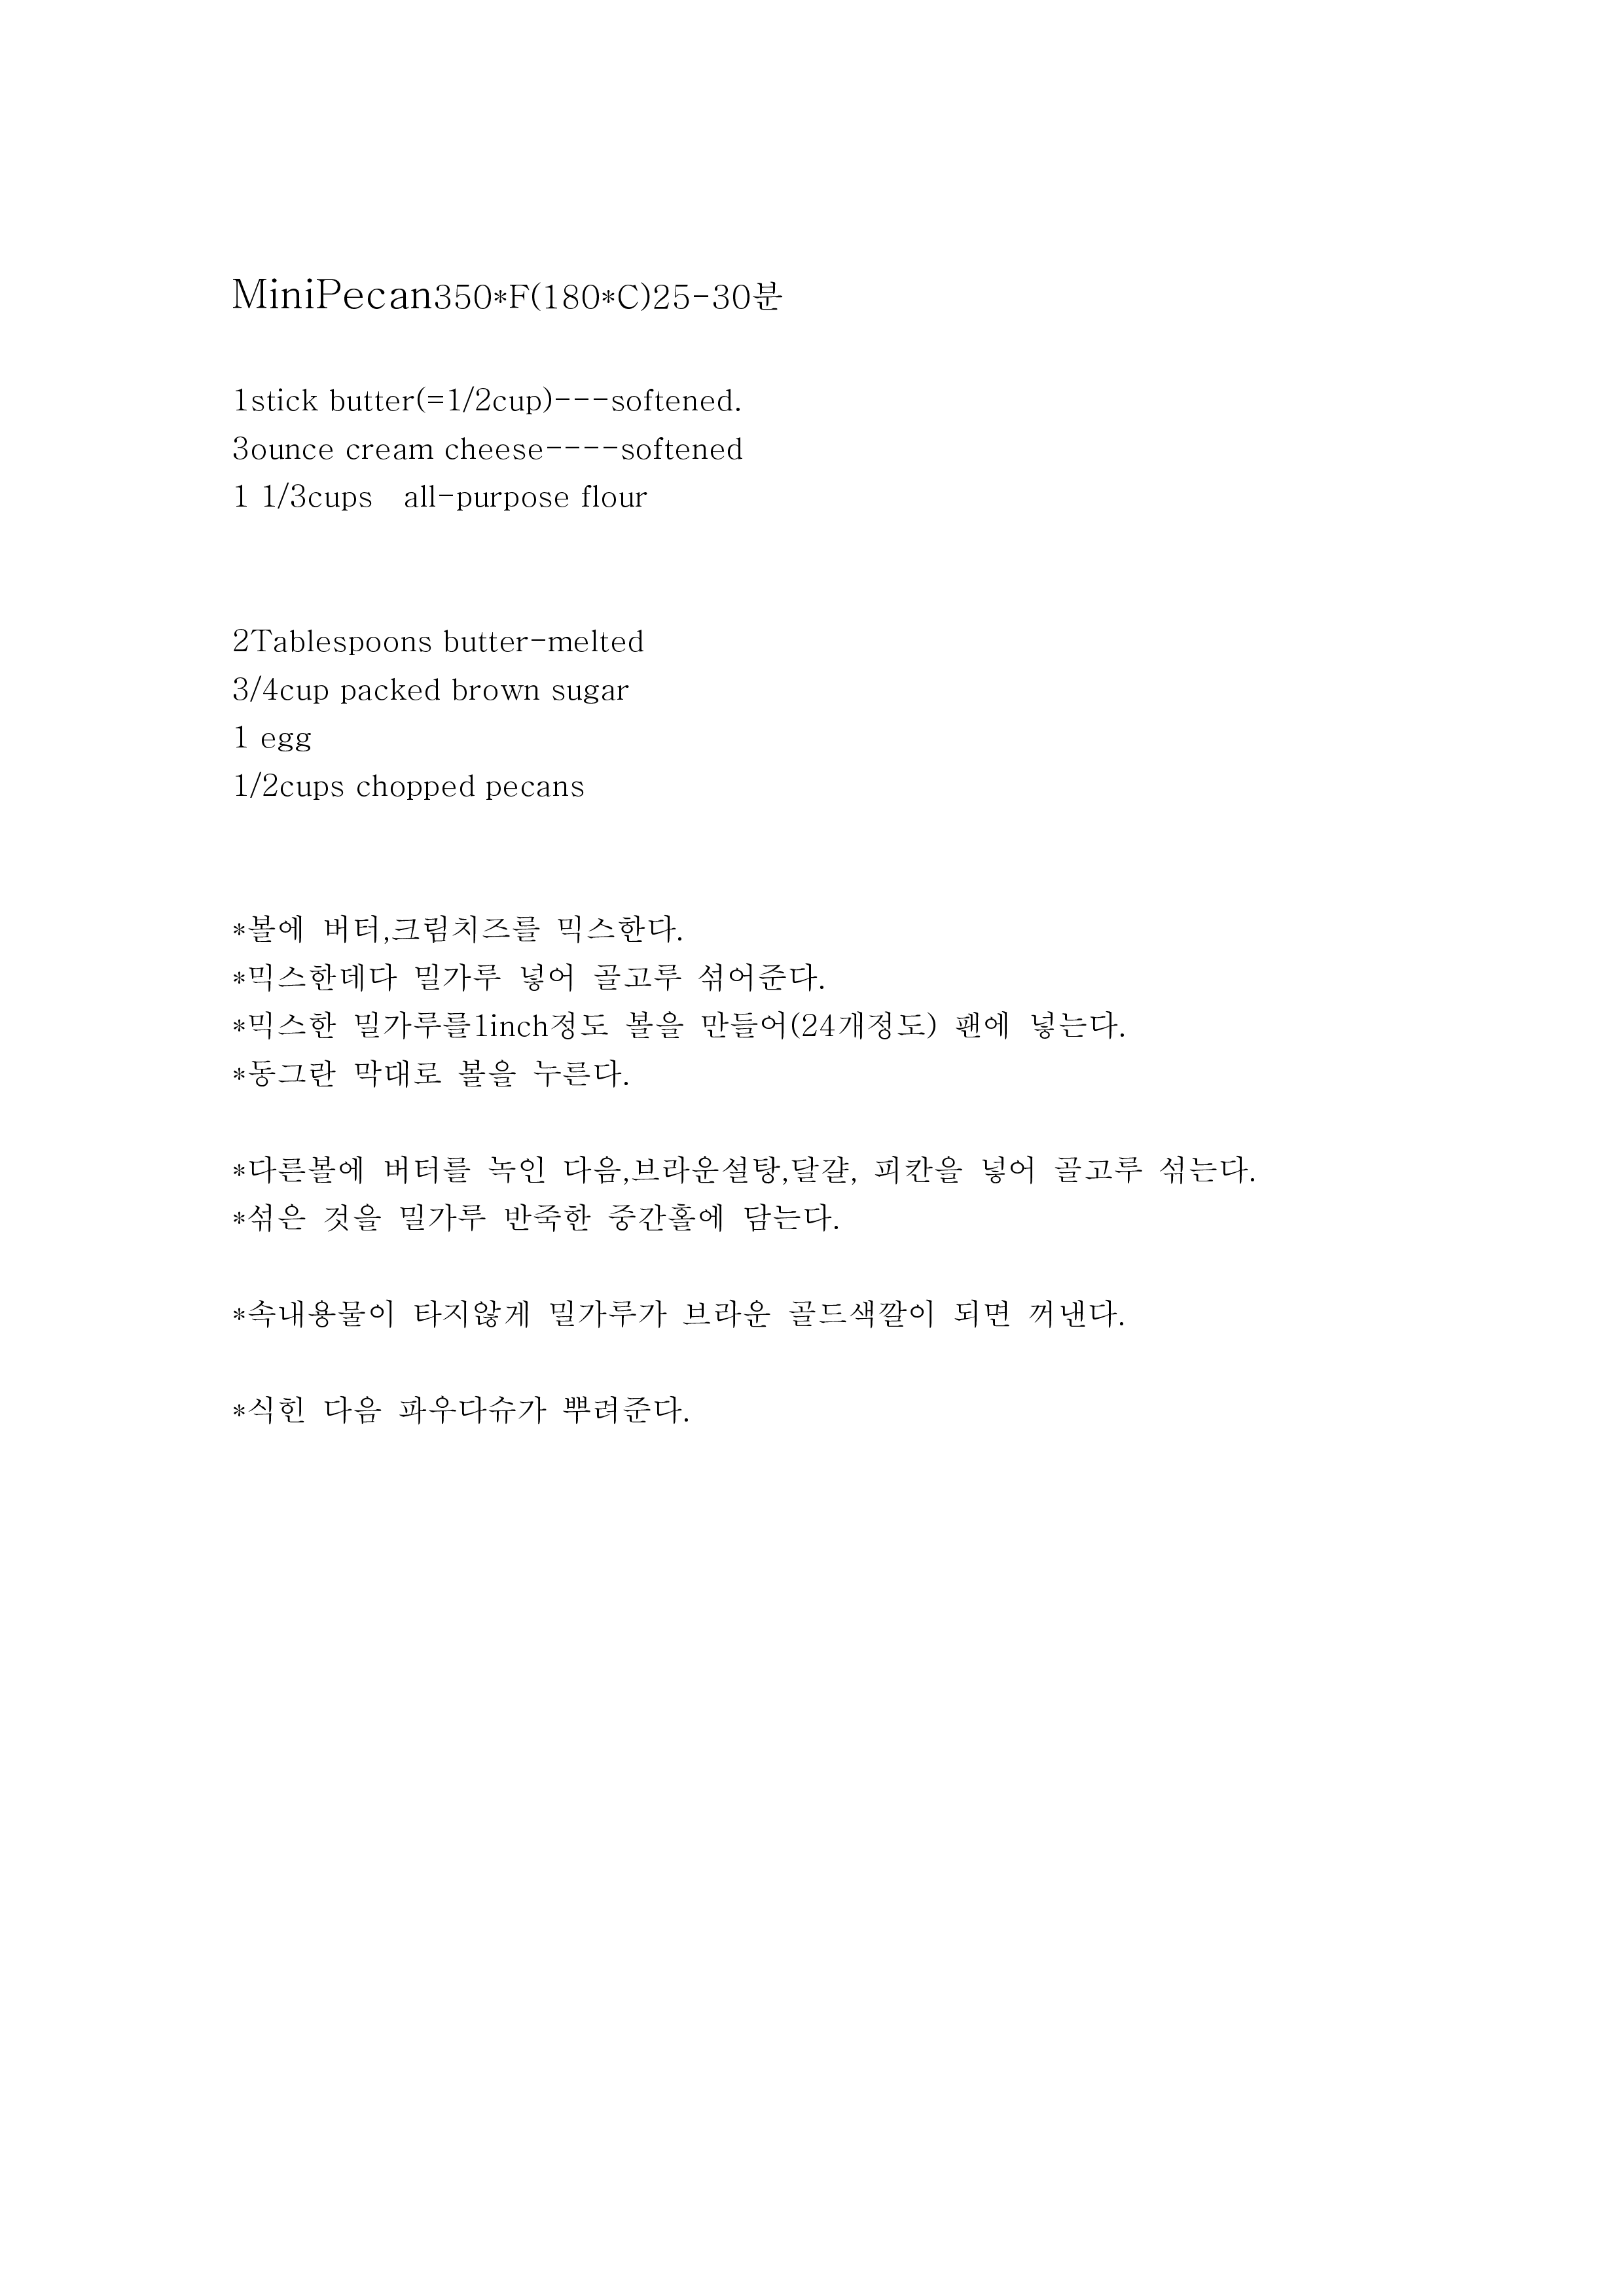 MiniPecan350*F(180*C)25-30분
1stick butter(=1/2cup)---softened.
3ounce cream cheese----softened
1 1/3cups  all-purpose flour
2Tablespoons butter-melted
3/4cup packed brown sugar
1 egg
1/2cups chopped pecans
*볼에 버터,크림치즈를 믹스한다.
*믹스한데다 밀가루 넣어 골고루 섞어준다.
*믹스한 밀가루를1inch정도 볼을 만들어(24개정도) 팬에 넣는다.
*동그란 막대로 볼을 누른다.
*다른볼에 버터를 녹인 다음,브라운설탕,달걀, 피칸을 넣어 골고루 섞는다.
*섞은 것을 밀가루 반죽한 중간홀에 담는다.
*속내용물이 타지않게 밀가루가 브라운 골드색깔이 되면 꺼낸다.
*식힌 다음 파우다슈가 뿌려준다.